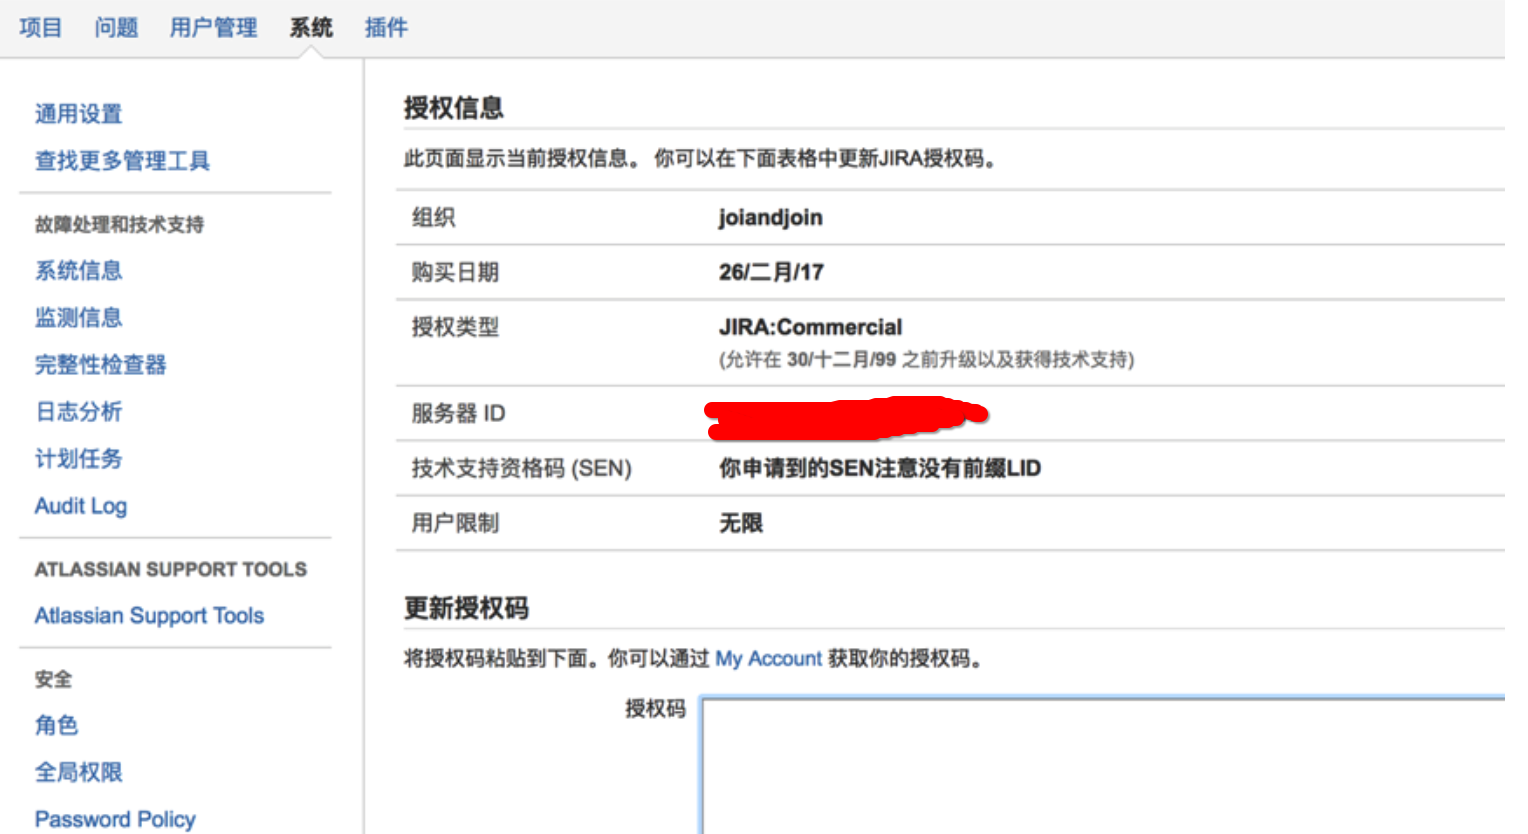 项目 问题 用户管理 系统 插件
通用设置
查找更多管理工具
故障处理和技术支持
系统信息
监测信息
完整性检查器
日志分析
计划任务
Audit Log
ATLASSIAN SUPPORT TOOLS
Atlassian Support Tools
安全
角色
全局权限
Password Policy
授权信息
此页面显示当前授权信息。 你可以在下面表格中更新JIRA授权码。
组织 joiandjoin
购买日期 26/二月/17
授权类型 JIRA:Commercial
(允许在 30/十二月/99 之前升级以及获得技术支持)
服务器 ID
技术支持资格码 (SEN) 你申请到的SEN注意没有前缀LID
用户限制 无限
更新授权码
将授权码粘贴到下面。你可以通过 My Account 获取你的授权码。
授权码